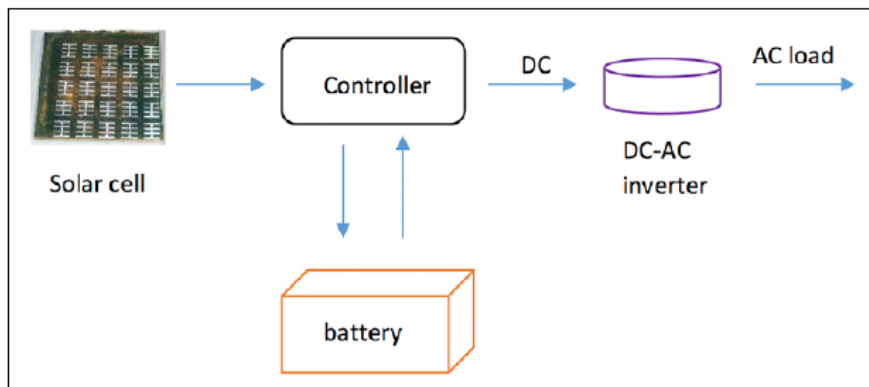 Solar cell
Controller
DC
DC-AC
inverter
AC load
battery